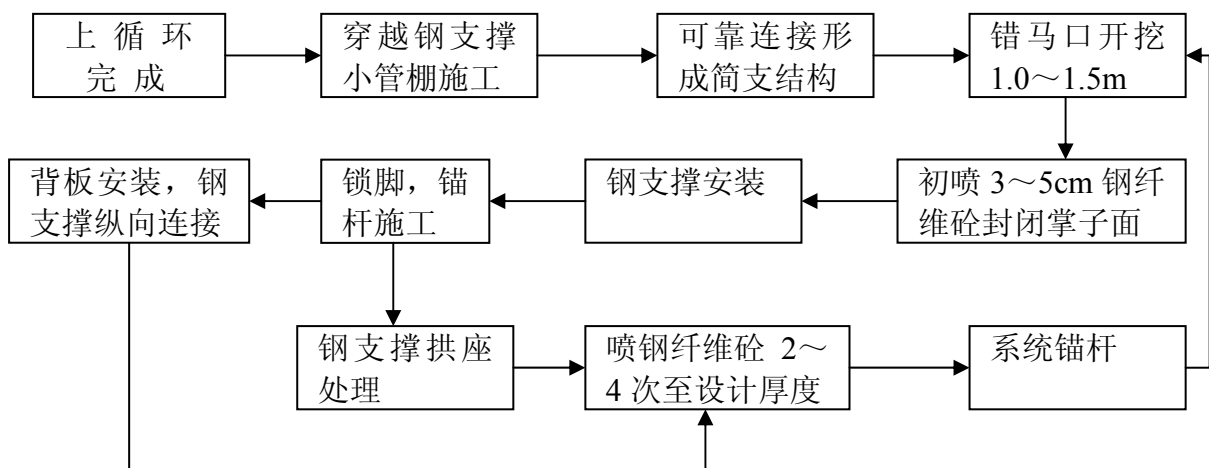 上循环
完成
穿越钢支撑
小管棚施工
可靠连接形
成简支结构
错马口开挖
1.0～1.5m
背板安装，钢
支撑纵向连接
锁脚，锚
杆施工
钢支撑安装
初喷 3～5cm 钢纤
维砼封闭掌子面
钢支撑拱座
处理
喷钢纤维砼 2～
4 次至设计厚度
系统锚杆